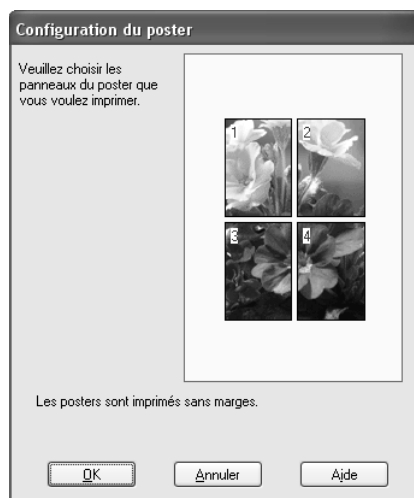 Configuration du poster
Veuillez choisir les
panneaux du poster que
vous voulez imprimer.
1
2
3
4
Les posters sont imprimés sans marges.
OK
Annuler
Aide